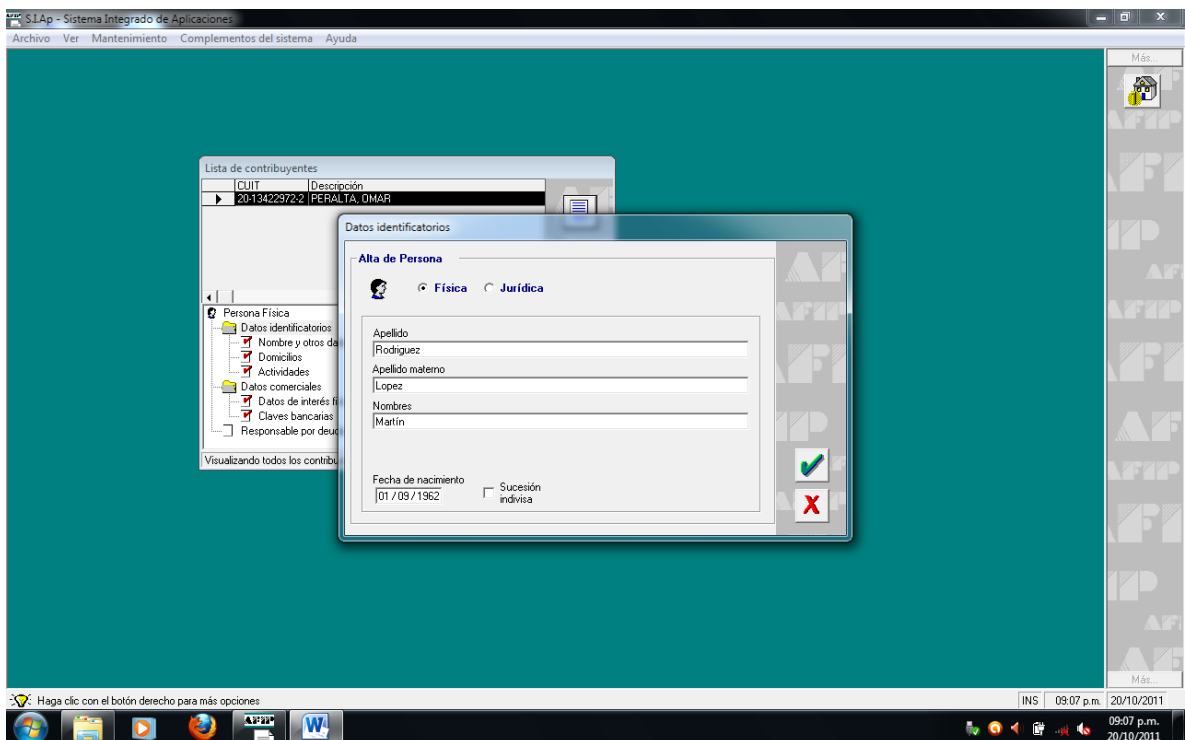 S.I.Ap - Sistema Integrado de Aplicaciones
Archivo Ver Mantenimiento Complementos del sistema Ayuda
Más...
Lista de contribuyentes
CUIT Descripción
20-13422972-2 PERALTA, OMAR
Persona Física
Datos identificatorios
Nombre y otros da
Domicilios
Actividades
Datos comerciales
Datos de interés fi
Claves bancarias
Responsable por deud
Visualizando todos los contribu
Datos identificatorios
Alta de Persona
Física Jurídica
Apellido
Rodriguez
Apellido materno
Lopez
Nombres
Martín
Fecha de nacimiento
01 / 09 / 1962
Sucesión
indivisa
AFIP
Más...
Haga clic con el botón derecho para más opciones
INS 09:07 p.m. 20/10/2011
AFIP
09:07 p.m.
20/10/2011